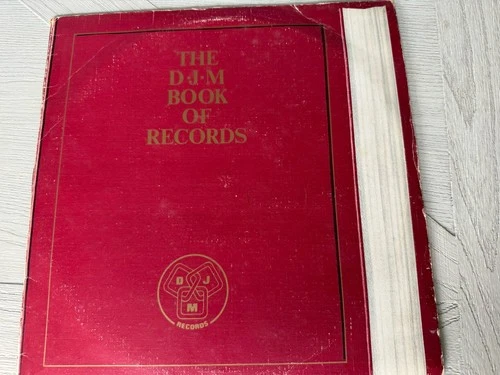 THE
D·J·M
BOOK
OF
RECORDS
D J
M
RECORDS